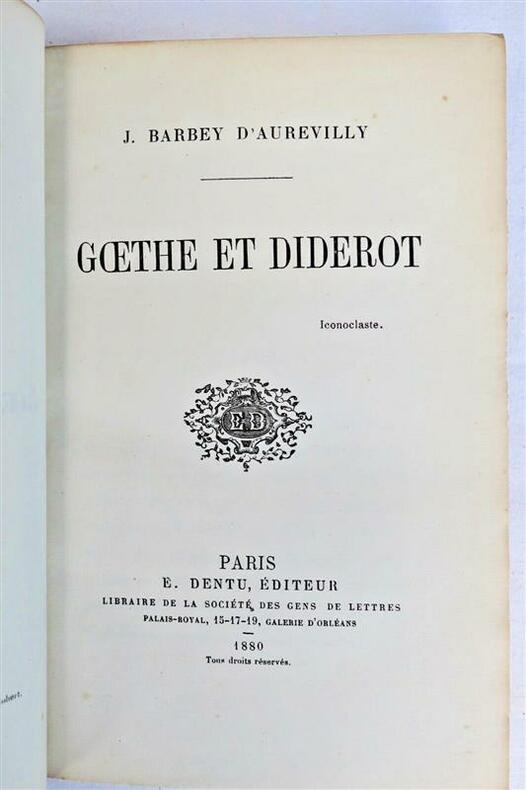 J. BARBEY D'AUREVILLY
GŒTHE ET DIDEROT
Iconoclaste.
ED
PARIS
E. DENTU, ÉDITEUR
LIBRAIRE DE LA SOCIÉTÉ DES GENS DE LETTRES
PALAIS-ROYAL, 15-17-19, GALERIE D'ORLÉANS
1880
Tous droits réservés.